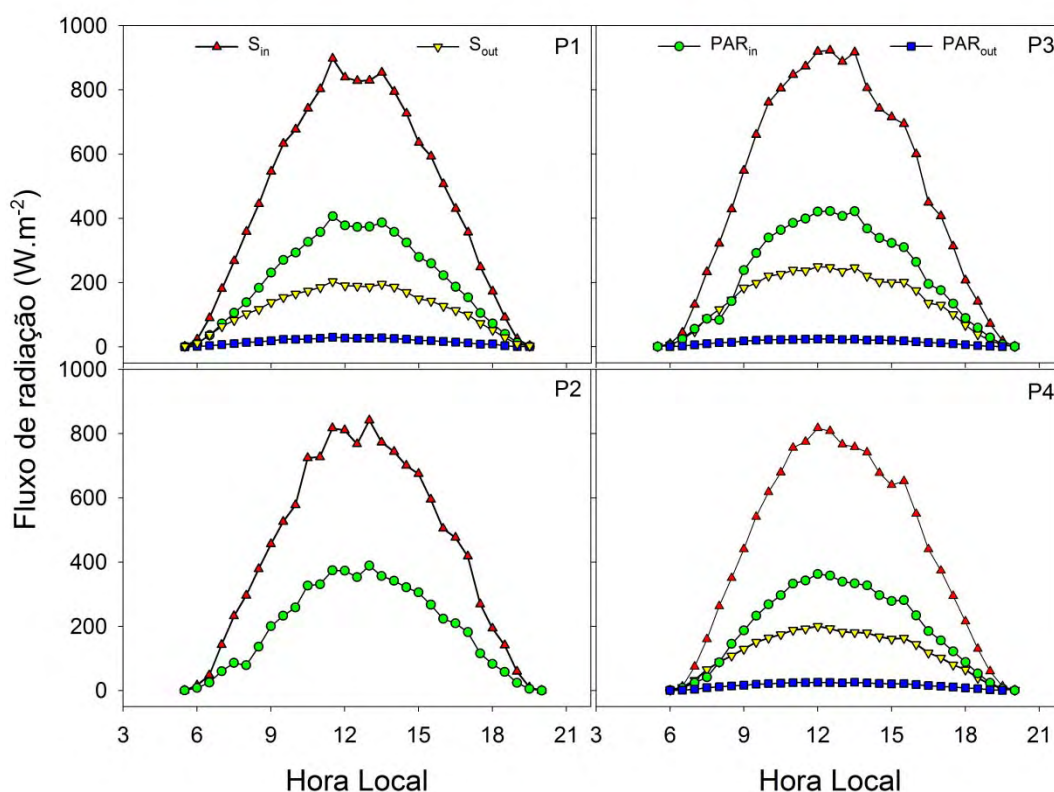 1000
800
600
400
200
0
S_in
S_out
P1
PAR_in
PAR_out
P3
Fluxo de radiação (W.m⁻²)
1000
800
600
400
200
0
P2
P4
3 6 9 12 15 18 21
3 6 9 12 15 18 21
Hora Local
Hora Local